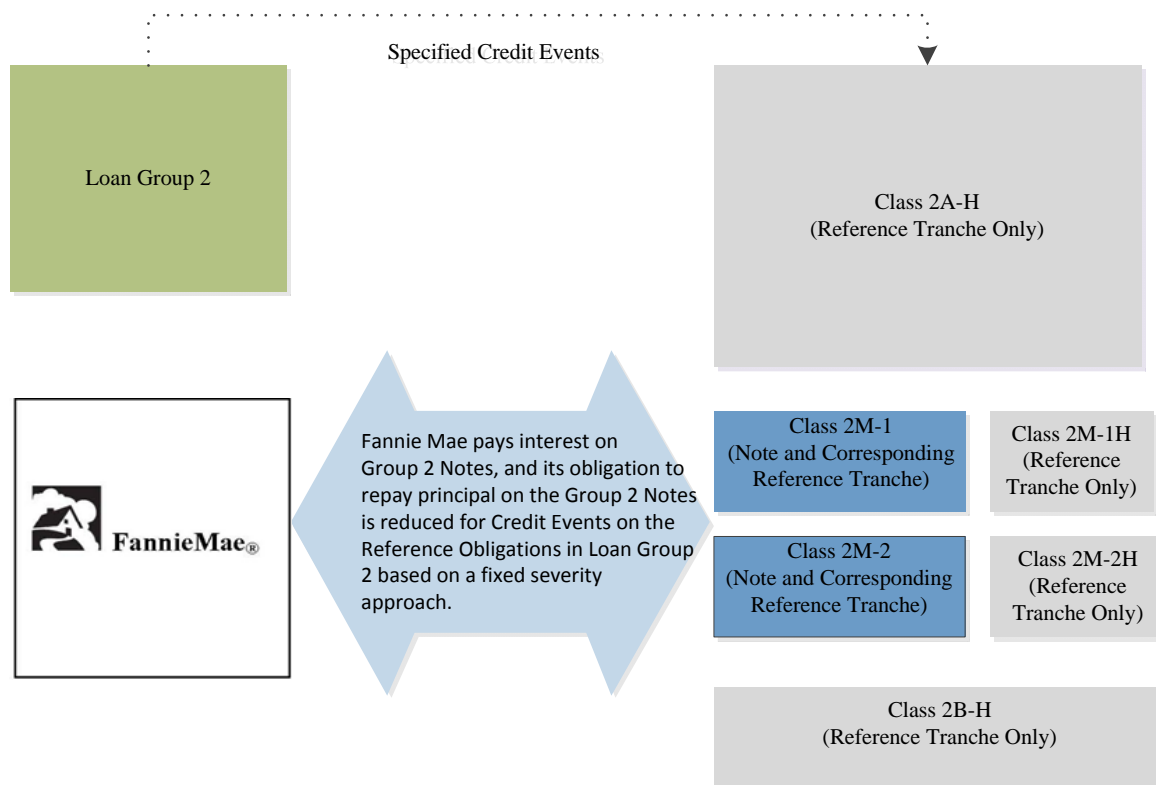 Specified Credit Events
Loan Group 2
Class 2A-H
(Reference Tranche Only)
FannieMae®
Fannie Mae pays interest on
Group 2 Notes, and its obligation to
repay principal on the Group 2 Notes
is reduced for Credit Events on the
Reference Obligations in Loan Group
2 based on a fixed severity
approach.
Class 2M-1
(Note and Corresponding
Reference Tranche)
Class 2M-1H
(Reference
Tranche Only)
Class 2M-2
(Note and Corresponding
Reference Tranche)
Class 2M-2H
(Reference
Tranche Only)
Class 2B-H
(Reference Tranche Only)